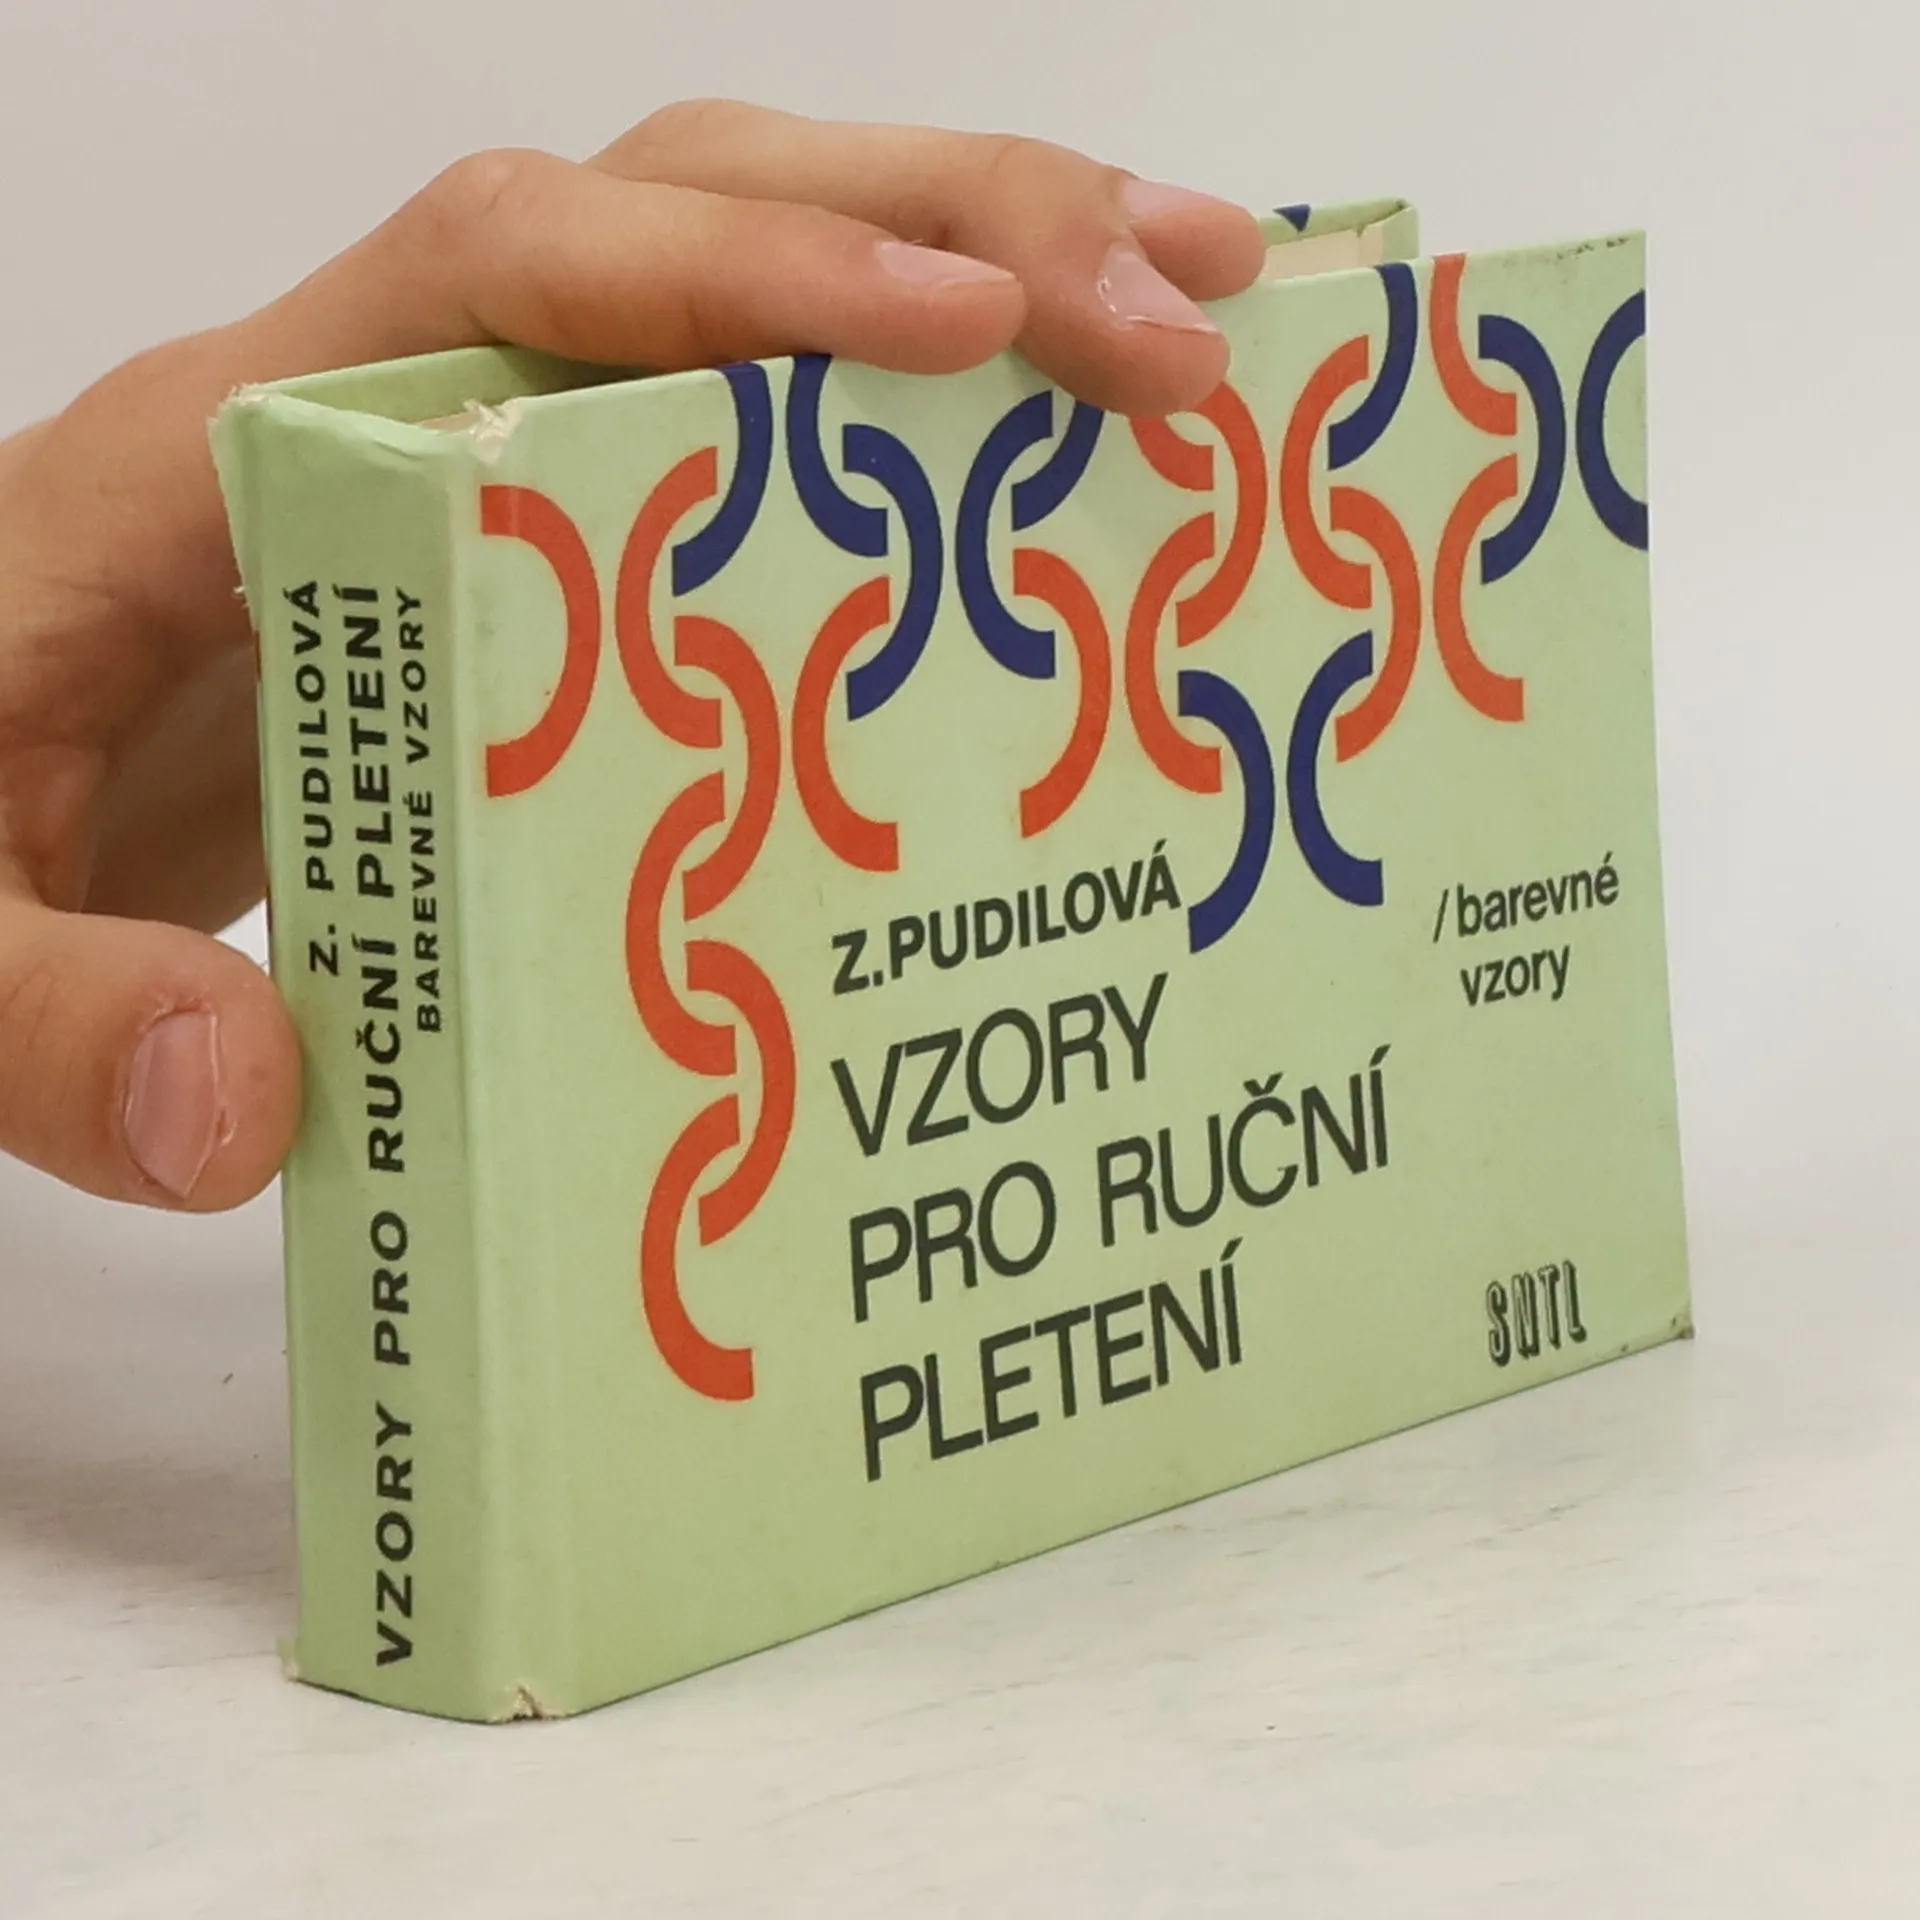 Z. PUDILOVÁ
VZORY PRO RUČNÍ PLETENÍ
BAREVNÉ VZORY
Z.PUDILOVÁ
VZORY
PRO RUČNÍ
PLETENÍ
/barevné
vzory
SNTL